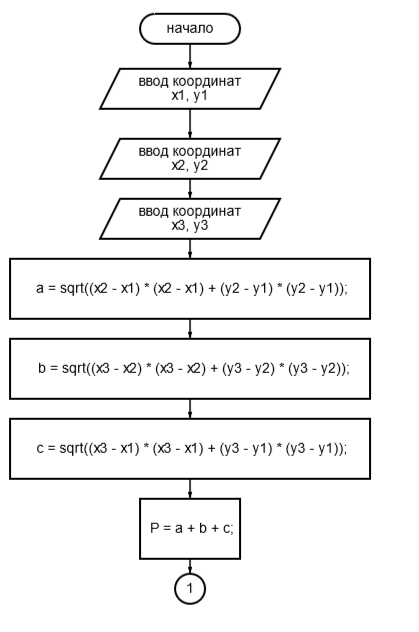 начало
ввод координат
x1, y1
ввод координат
x2, y2
ввод координат
x3, y3
a = sqrt((x2 - x1) * (x2 - x1) + (y2 - y1) * (y2 - y1));
b = sqrt((x3 - x2) * (x3 - x2) + (y3 - y2) * (y3 - y2));
c = sqrt((x3 - x1) * (x3 - x1) + (y3 - y1) * (y3 - y1));
P = a + b + c;
1